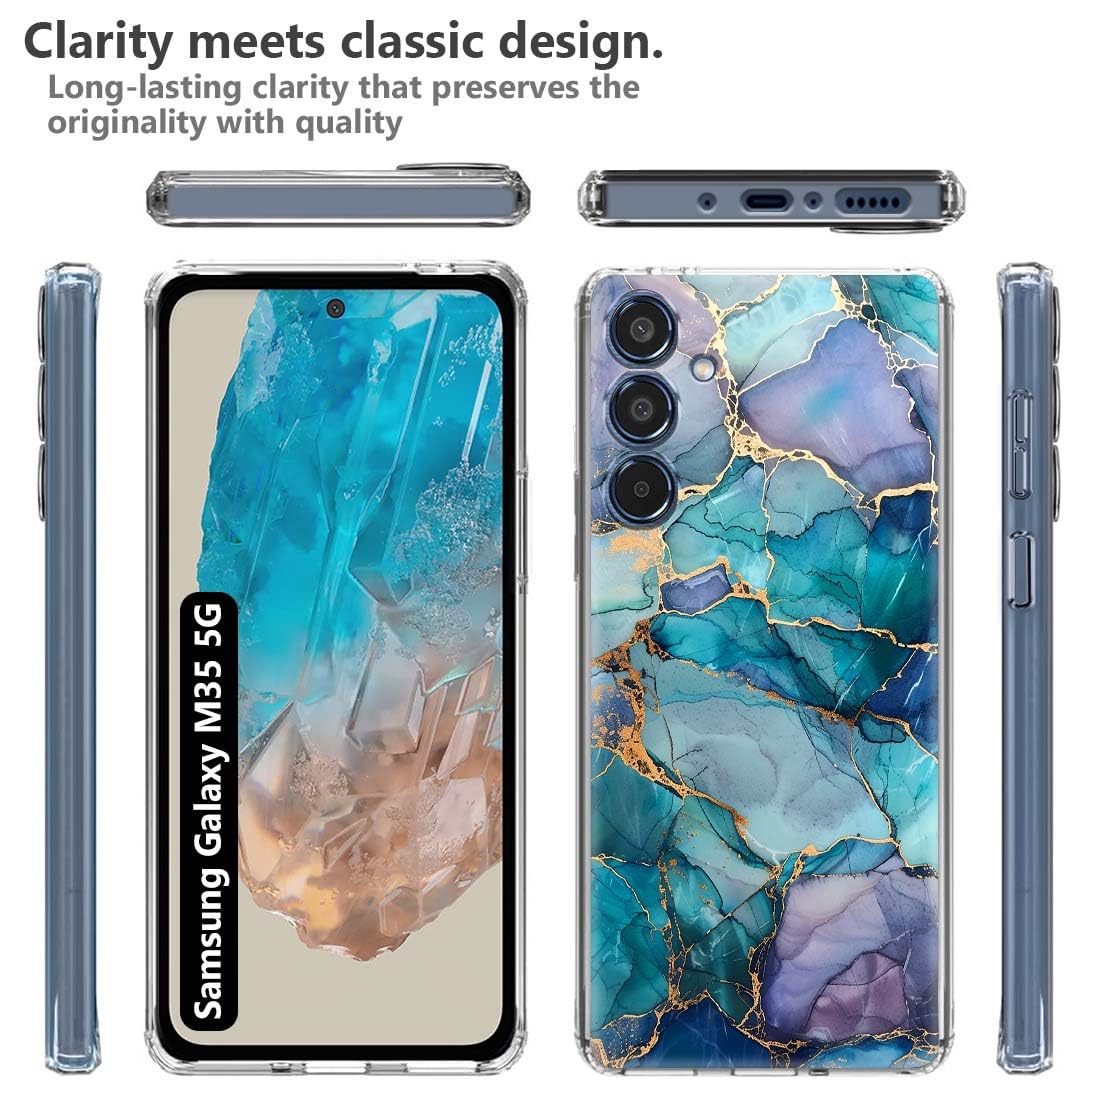 Clarity meets classic design.
Long-lasting clarity that preserves the
originality with quality
Samsung Galaxy M35 5G